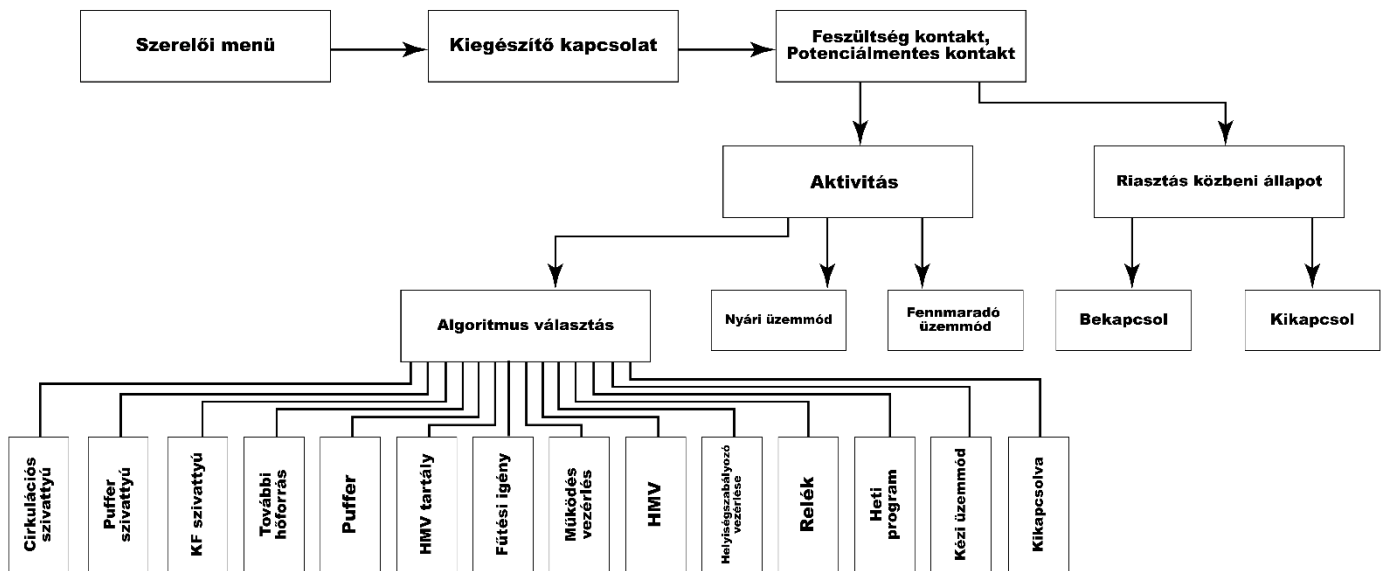 Szerelői menü
Kiegészítő kapcsolat
Feszültség kontakt,
Potenciálmentes kontakt
Aktivitás
Riasztás közbeni állapot
Algoritmus választás
Nyári üzemmód
Fennmaradó
üzemmód
Bekapcsol
Kikapcsol
Cirkulációs
szivattyú
Puffer
szivattyú
KF szivattyú
További
hőforrás
Puffer
HMV tartály
Fűtési igény
Működés
vezérlés
HMV
Helyiségszabályozó
vezérlése
Relék
Heti
program
Kézi üzemmód
Kikapcsolva